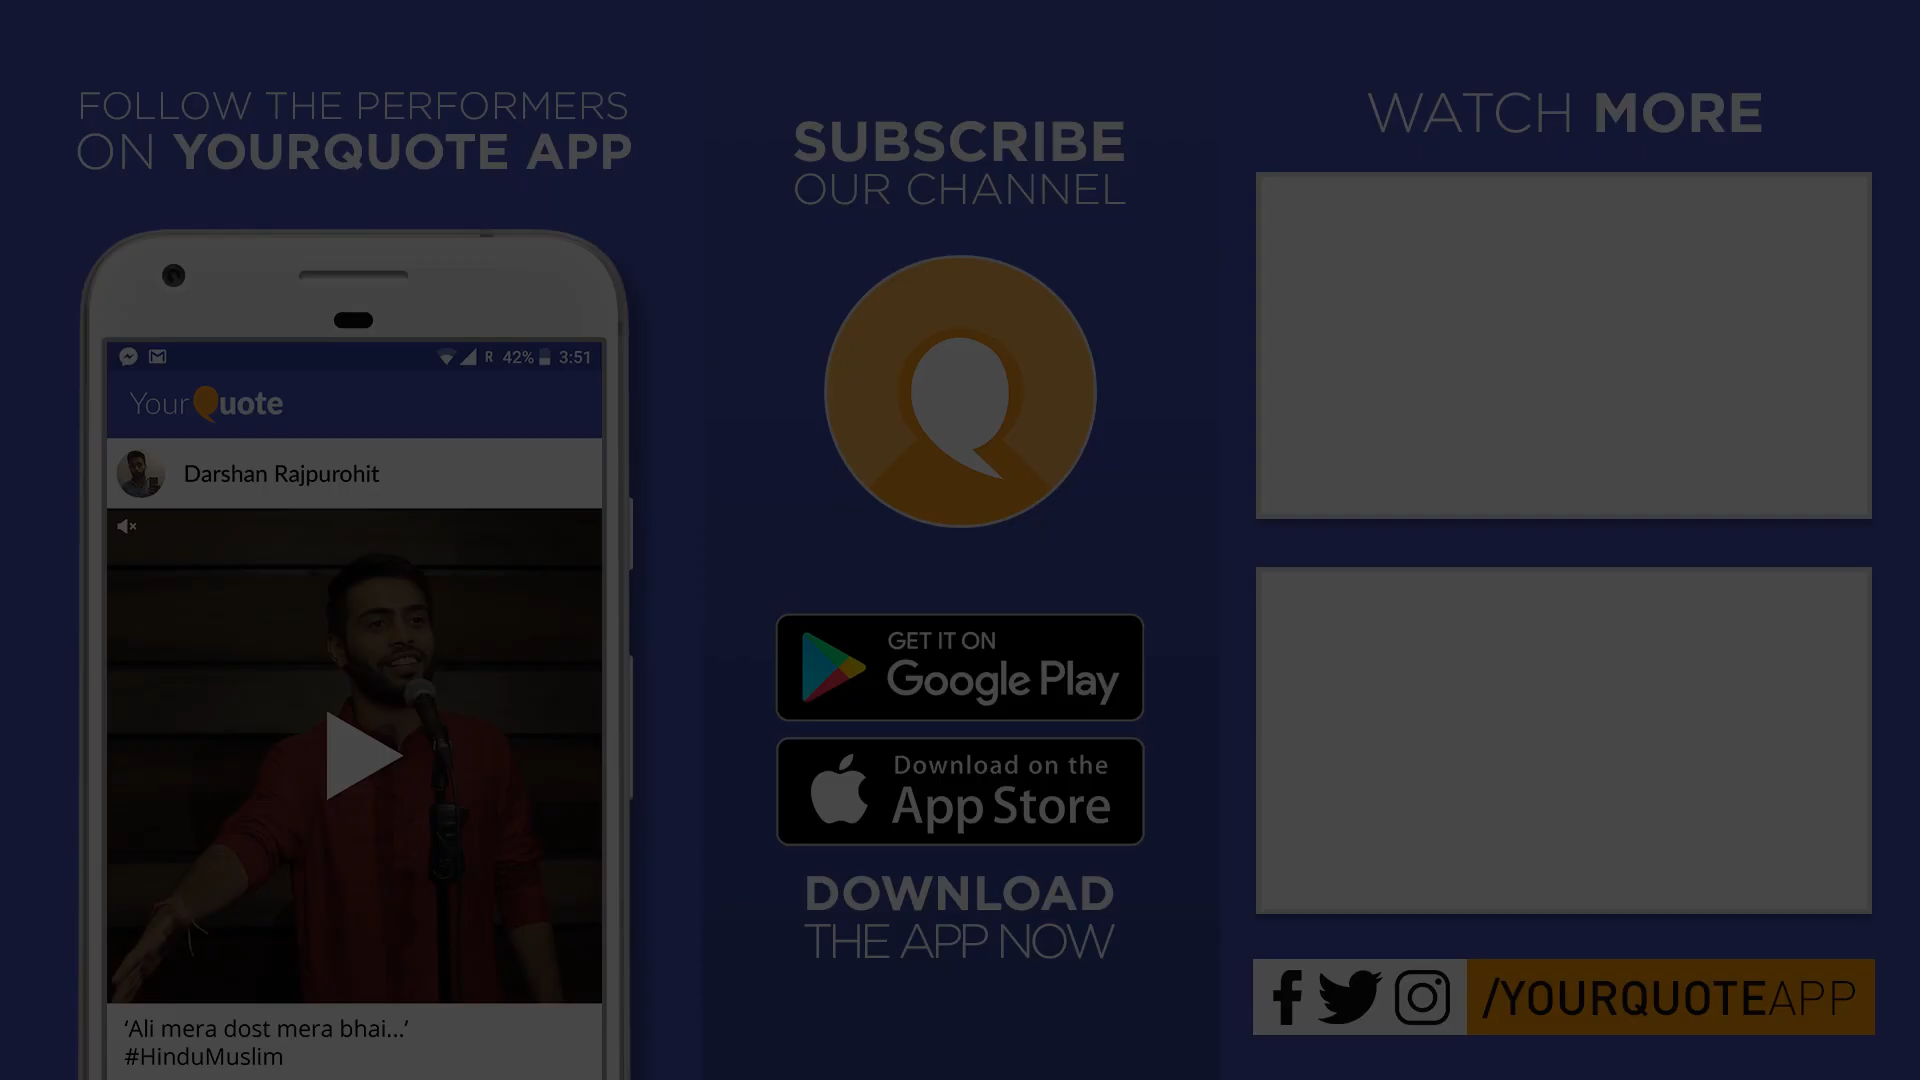 FOLLOW THE PERFORMERS
ON YOURQUOTE APP
R 42% 3:51
YourQuote
Darshan Rajpurohit
‘Ali mera dost mera bhai...’
#HinduMuslim
SUBSCRIBE
OUR CHANNEL
GET IT ON
Google Play
Download on the
App Store
DOWNLOAD
THE APP NOW
WATCH MORE
/YOURQUOTEAPP